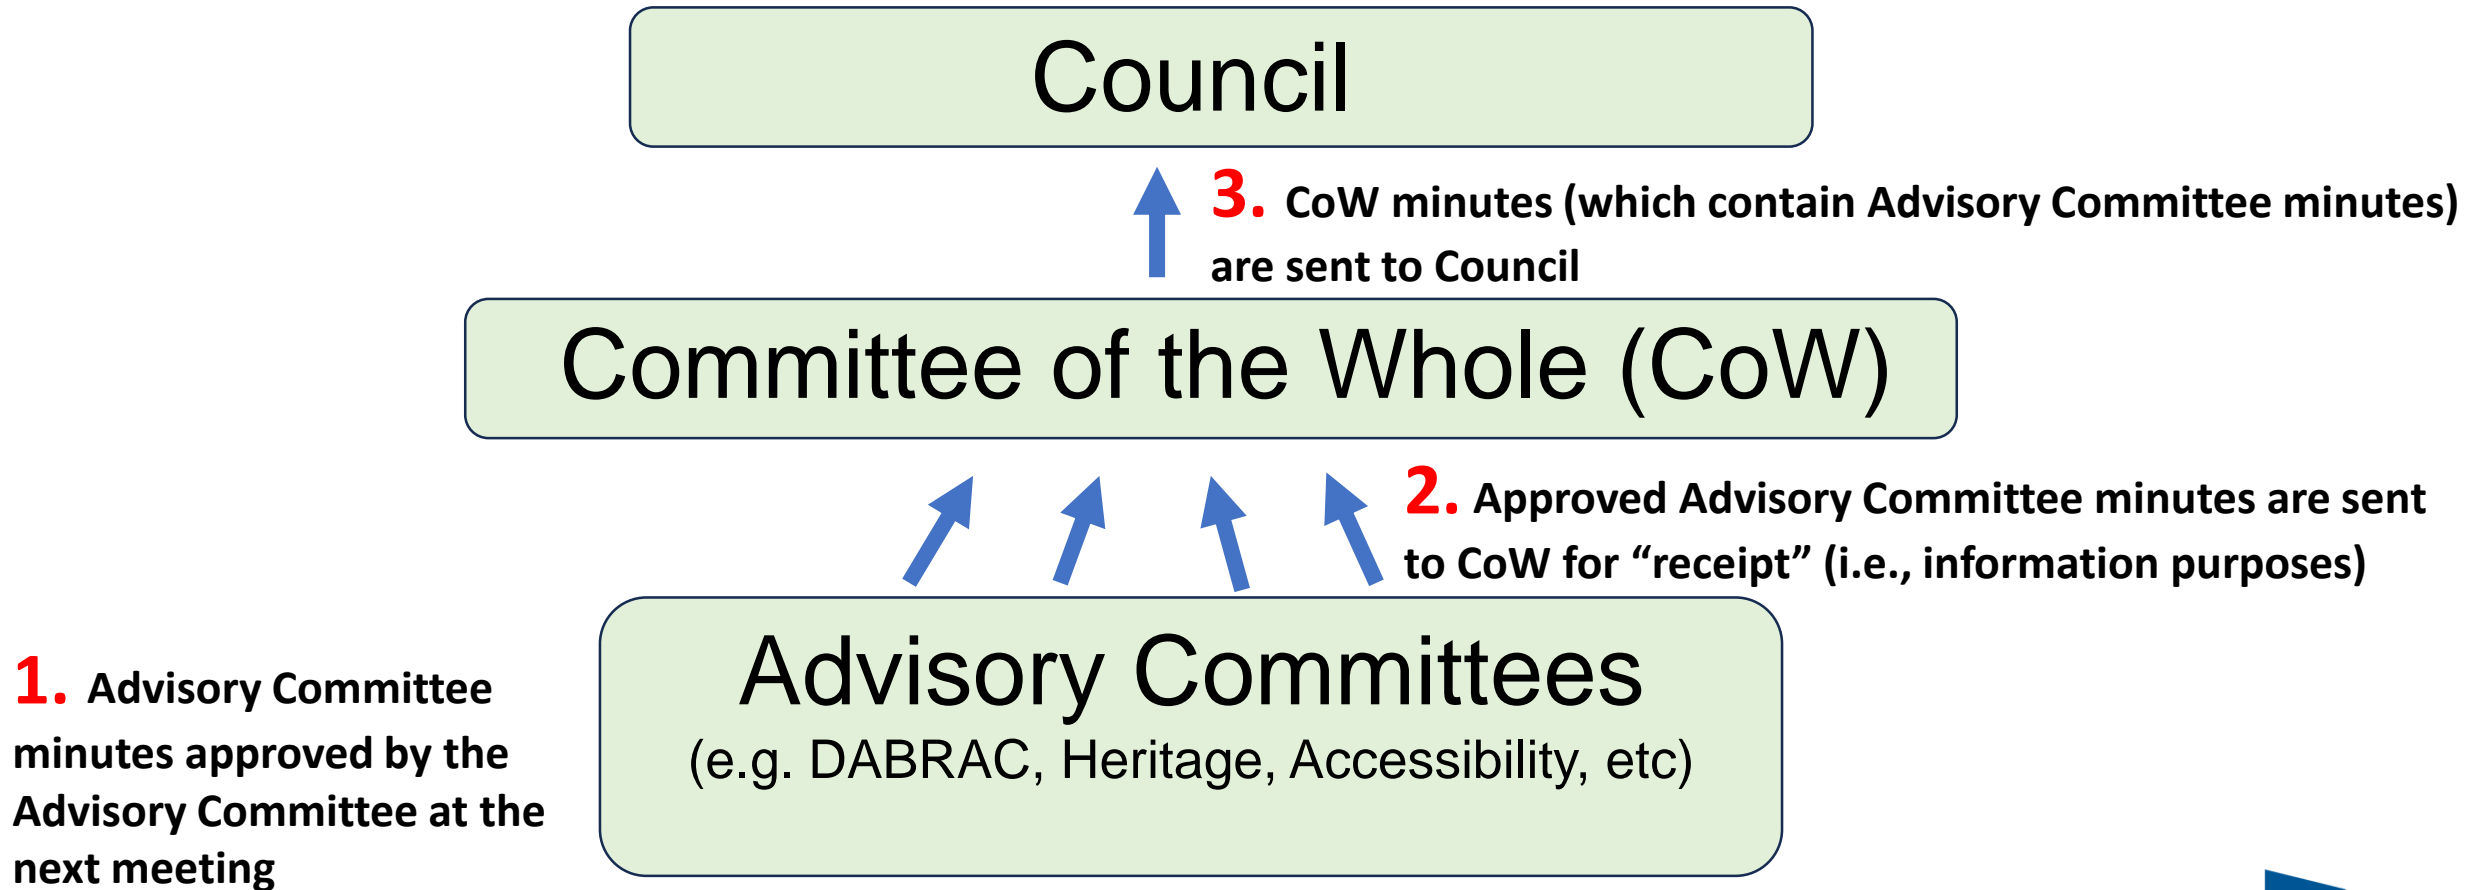 Council
3. CoW minutes (which contain Advisory Committee minutes)
are sent to Council
Committee of the Whole (CoW)
2. Approved Advisory Committee minutes are sent
to CoW for “receipt” (i.e., information purposes)
Advisory Committees
(e.g. DABRAC, Heritage, Accessibility, etc)
1. Advisory Committee
minutes approved by the
Advisory Committee at the
next meeting